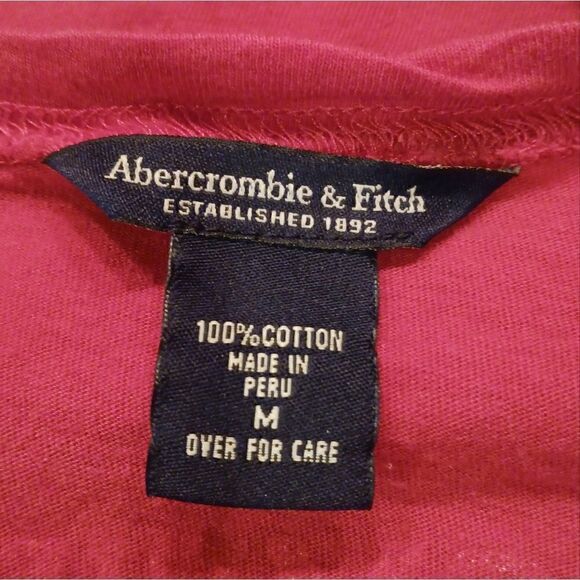 Abercrombie & Fitch
ESTABLISHED 1892
100% COTTON
MADE IN
PERU
M
OVER FOR CARE